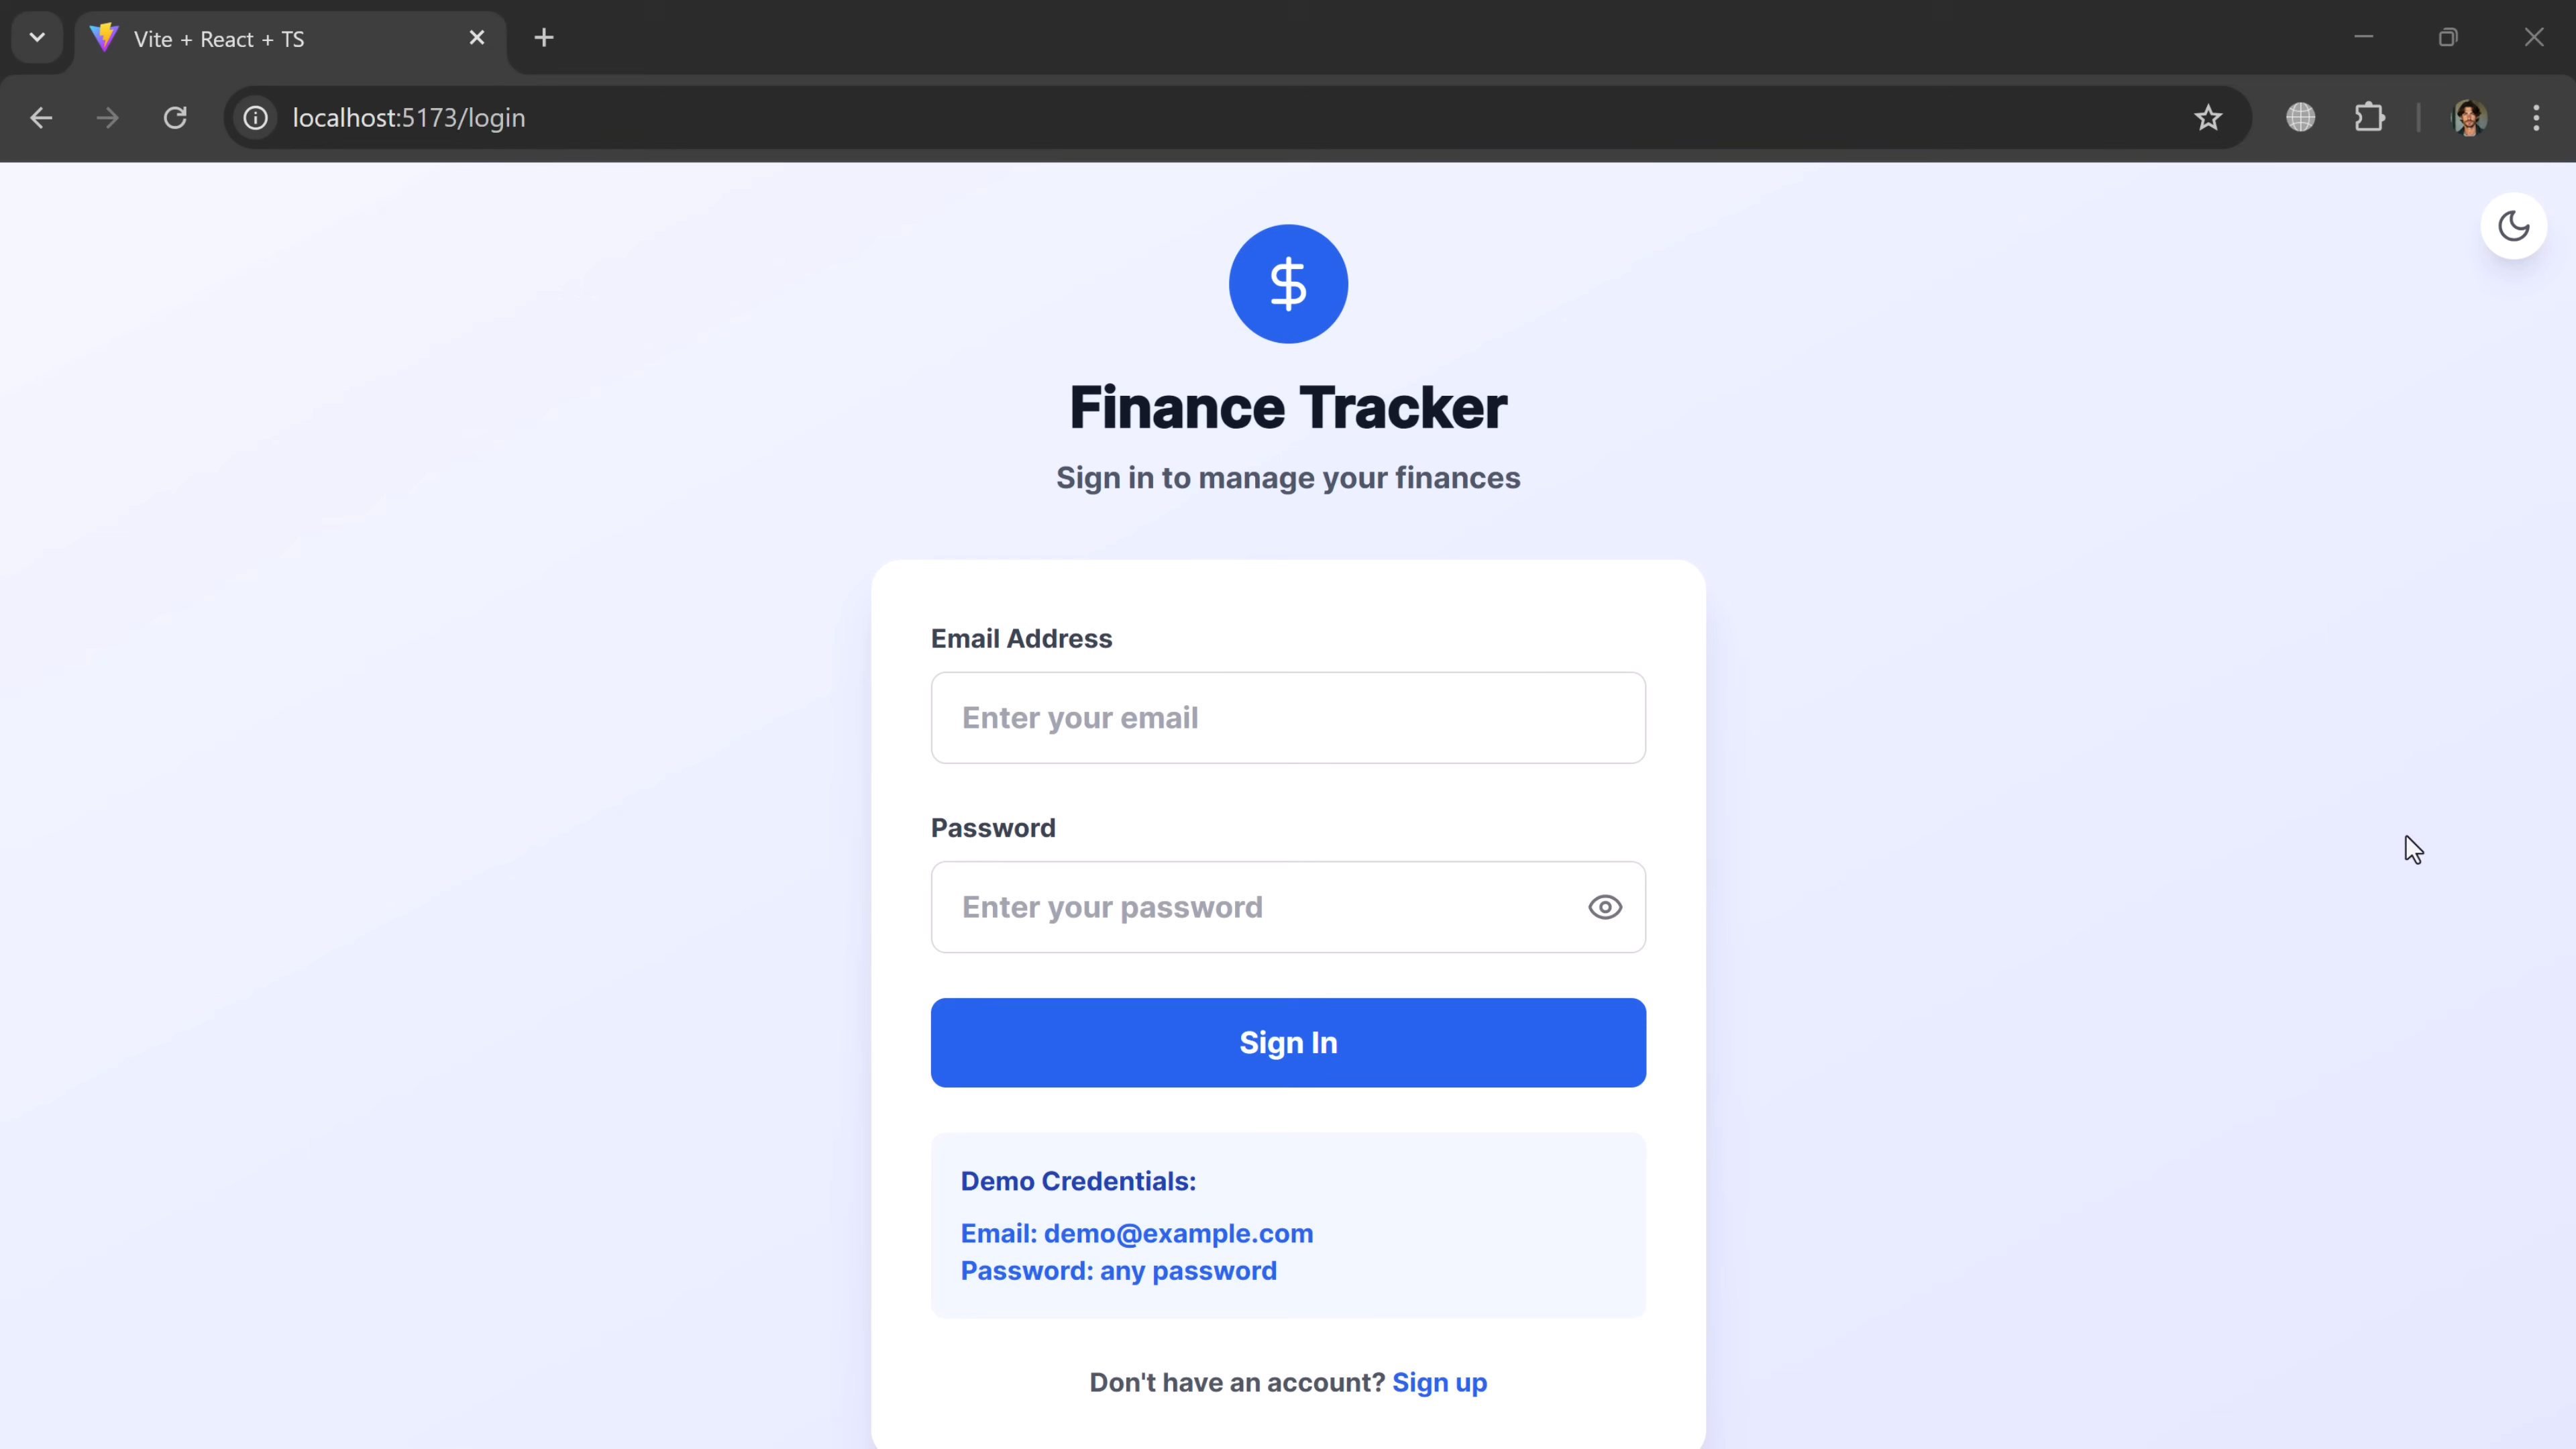 Vite + React + TS
localhost:5173/login
Finance Tracker
Sign in to manage your finances
Email Address
Enter your email
Password
Enter your password
Sign In
Demo Credentials:
Email: demo@example.com
Password: any password
Don't have an account? Sign up